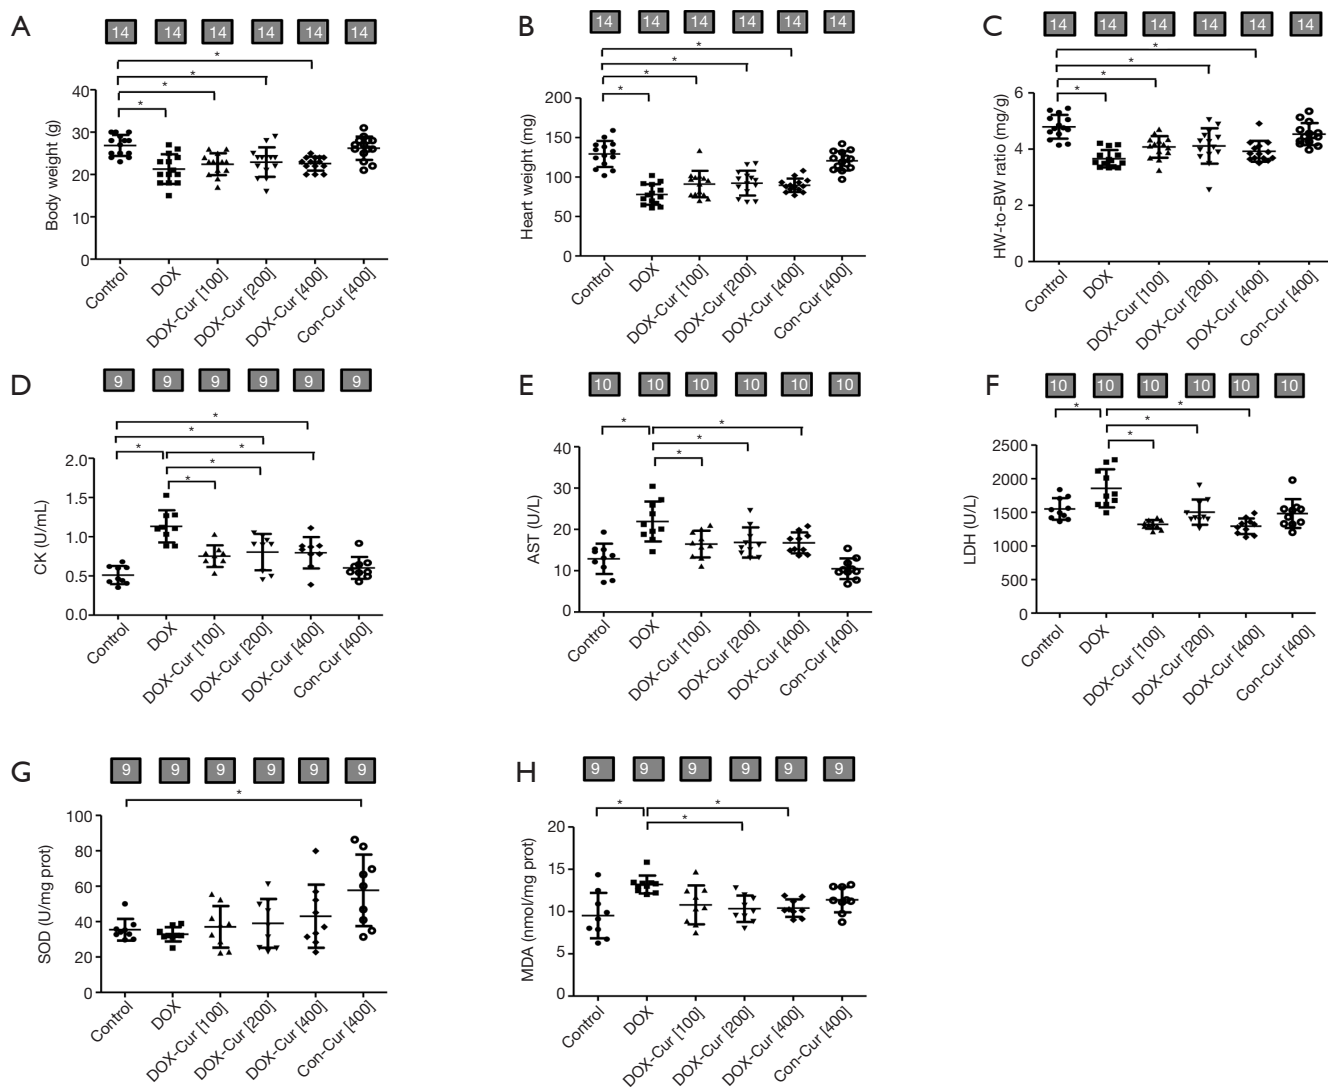 A
14 14 14 14 14 14
*
*
*
*
Body weight (g)
40
30
20
10
0
Control
DOX
DOX-Cur [100]
DOX-Cur [200]
DOX-Cur [400]
Con-Cur [400]
B
14 14 14 14 14 14
*
*
*
*
Heart weight (mg)
200
150
100
50
0
Control
DOX
DOX-Cur [100]
DOX-Cur [200]
DOX-Cur [400]
Con-Cur [400]
C
14 14 14 14 14 14
*
*
*
*
HW-to-BW ratio (mg/g)
6
4
2
0
Control
DOX
DOX-Cur [100]
DOX-Cur [200]
DOX-Cur [400]
Con-Cur [400]
D
9 9 9 9 9 9
*
*
* *
*
*
CK (U/mL)
2.0
1.5
1.0
0.5
0.0
Control
DOX
DOX-Cur [100]
DOX-Cur [200]
DOX-Cur [400]
Con-Cur [400]
E
10 10 10 10 10 10
* *
*
*
AST (U/L)
40
30
20
10
0
Control
DOX
DOX-Cur [100]
DOX-Cur [200]
DOX-Cur [400]
Con-Cur [400]
F
10 10 10 10 10 10
* *
*
*
LDH (U/L)
2500
2000
1500
1000
500
0
Control
DOX
DOX-Cur [100]
DOX-Cur [200]
DOX-Cur [400]
Con-Cur [400]
G
9 9 9 9 9 9
*
SOD (U/mg prot)
100
80
60
40
20
0
Control
DOX
DOX-Cur [100]
DOX-Cur [200]
DOX-Cur [400]
Con-Cur [400]
H
9 9 9 9 9 9
* *
*
MDA (nmol/mg prot)
20
15
10
5
0
Control
DOX
DOX-Cur [100]
DOX-Cur [200]
DOX-Cur [400]
Con-Cur [400]